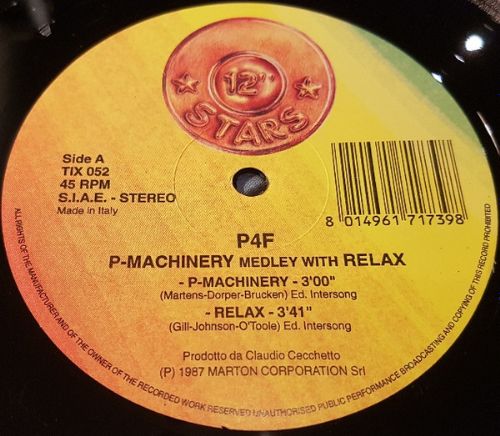 12"
STARS
Side A
TIX 052
45 RPM
S.I.A.E. - STEREO
Made in Italy
8 014961 717398
P4F
P-MACHINERY MEDLEY WITH RELAX
- P-MACHINERY - 3'00"
(Martens-Dorper-Brucken) Ed. Intersong
- RELAX - 3'41"
(Gill-Johnson-O'Toole) Ed. Intersong
Prodotto da Claudio Cecchetto
(P) 1987 MARTON CORPORATION Srl
ALL RIGHTS OF THE MANUFACTURER AND OF THE OWNER OF THE RECORDED WORK RESERVED UNAUTHORISED PUBLIC PERFORMANCE BROADCASTING AND COPYING OF THIS RECORD PROHIBITED.